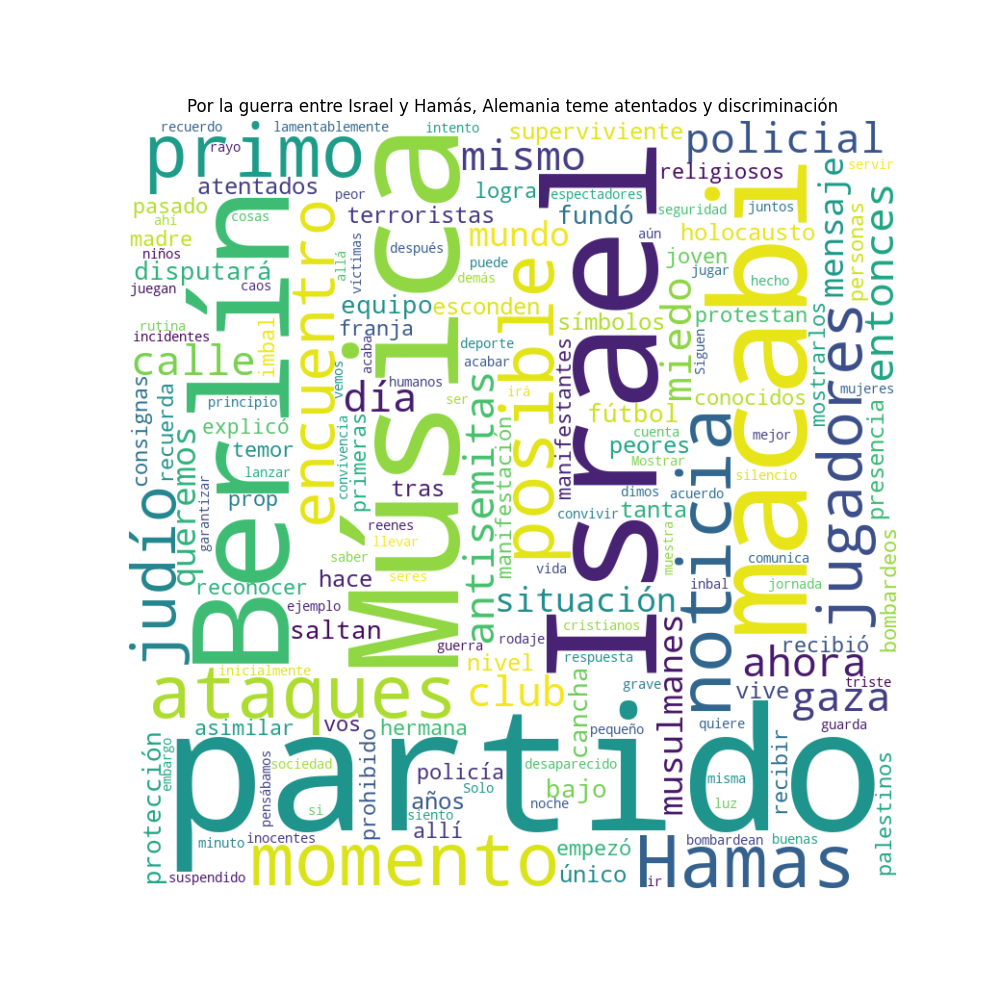 Por la guerra entre Israel y Hamás, Alemania teme atentados y discriminación
recuerdo
lamentablemente
intento
superviviente
policial
primo
rayo
mismo
religiosos
servir
atentados
peor
logra
espectadores
pasado
ahí
cosas
terroristas
fundó
seguridad
juntos
mensaje
personas
entonces
madre
niños
después
mundo
aún
holocausto
joven
disputará
víctimas
allá
puede
demás
jugar
hecho
juegan
caos
equipo
esconden
símbolos
miedo
protestan
mostrarlos
rutina
incidentes
imbal
franja
acaba
deporte
Siguen
calle
vemos
humanos
acabar
manifestantes
conocidos
mujeres
consignas
recuerda
principio
día
ser
irá
fútbol
jugadores
presencia
explicó
convivencia
primeras
antisemitas
manifestación
posible
cuenta
mejor
temor
peores
Mostrar
lanzar
silencio
Berlín
encuentro
Música
Israel
macabi
noticia
judío
queremos
garantizar
prop
tras
dimos
acuerdo
reenes
convivir
tanta
llevar
muestra
bombardeos
saber
vida
comunica
reconocer
hace
seres
inbal
jornada
ejemplo
situación
saltan
cristianos
guerra
rodaje
recibió
inicialmente
nivel
respuesta
musulmanes
ahora
ataques
club
cancha
grave
vive
gaza
triste
asimilar
vos
hermana
pequeño
quiere
guarda
protección
embargo
pensábamos
sociedad
prohibido
policía
desaparecido
misma
recibir
palestinos
partido
Solo
bajo
si
años
siento
noche
luz
allí
minuto
inocentes
empezó
bombardean
buenas
momento
Hamas
suspendido
único
ir